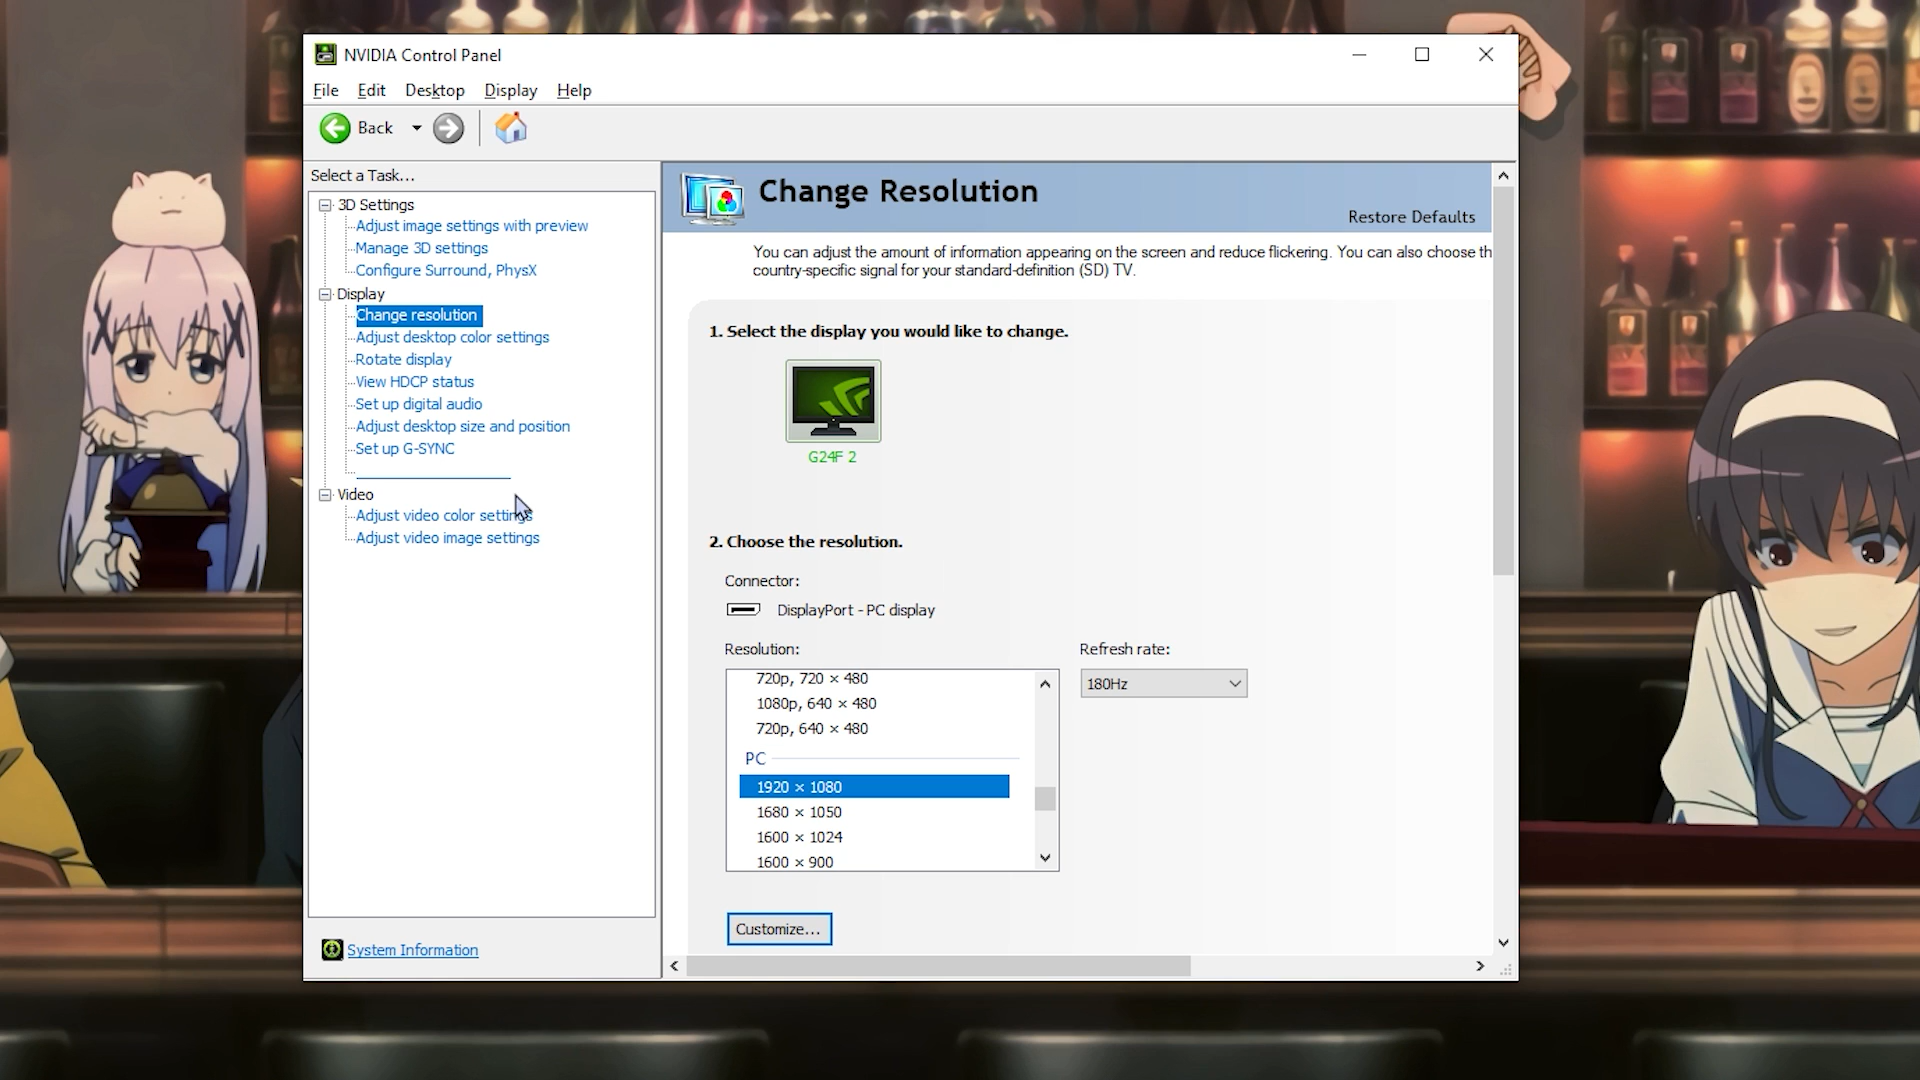 NVIDIA Control Panel
File Edit Desktop Display Help
Back
Select a Task...
3D Settings
Adjust image settings with preview
Manage 3D settings
Configure Surround, PhysX
Display
Change resolution
Adjust desktop color settings
Rotate display
View HDCP status
Set up digital audio
Adjust desktop size and position
Set up G-SYNC
Video
Adjust video color settings
Adjust video image settings
System Information
Change Resolution
Restore Defaults
You can adjust the amount of information appearing on the screen and reduce flickering. You can also choose th
country-specific signal for your standard-definition (SD) TV.
1. Select the display you would like to change.
G24F 2
2. Choose the resolution.
Connector:
DisplayPort - PC display
Resolution:
Refresh rate:
720p, 720 × 480
1080p, 640 × 480
720p, 640 × 480
PC
1920 × 1080
1680 × 1050
1600 × 1024
1600 × 900
180Hz
Customize...